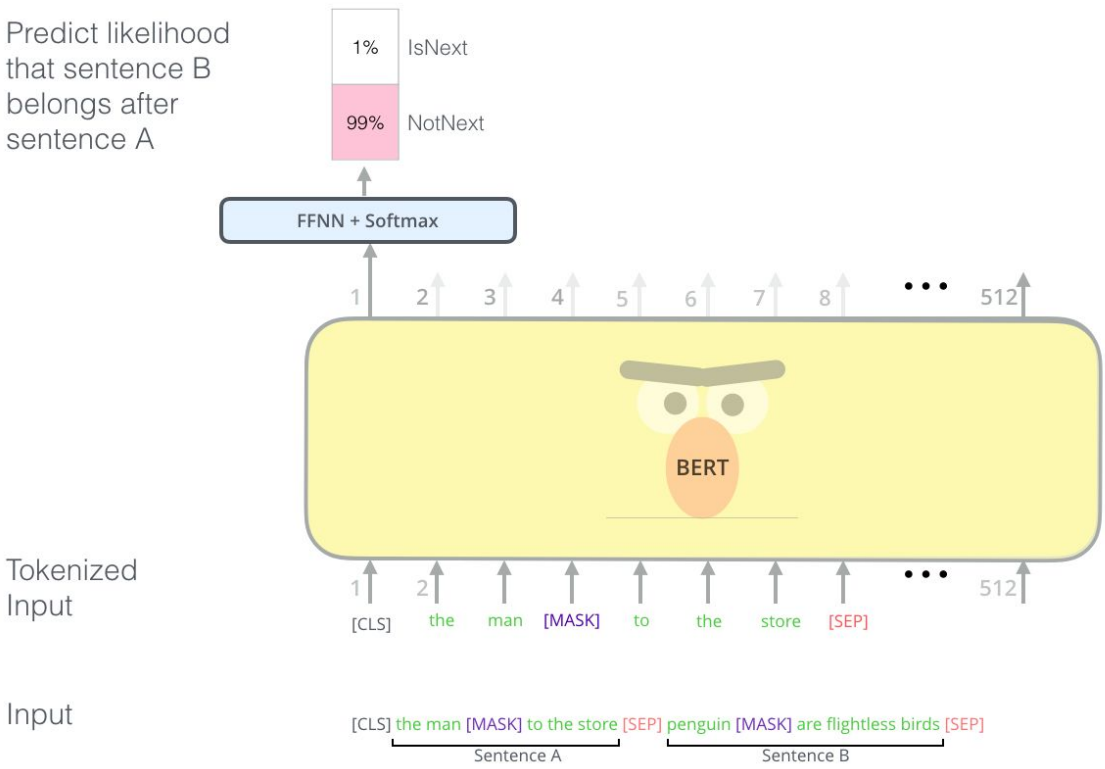 Predict likelihood
that sentence B
belongs after
sentence A
1% IsNext
99% NotNext
FFNN + Softmax
1 2 3 4 5 6 7 8 ••• 512
BERT
Tokenized
Input
1 2 ••• 512
[CLS] the man [MASK] to the store [SEP]
Input
[CLS] the man [MASK] to the store [SEP] penguin [MASK] are flightless birds [SEP]
Sentence A Sentence B